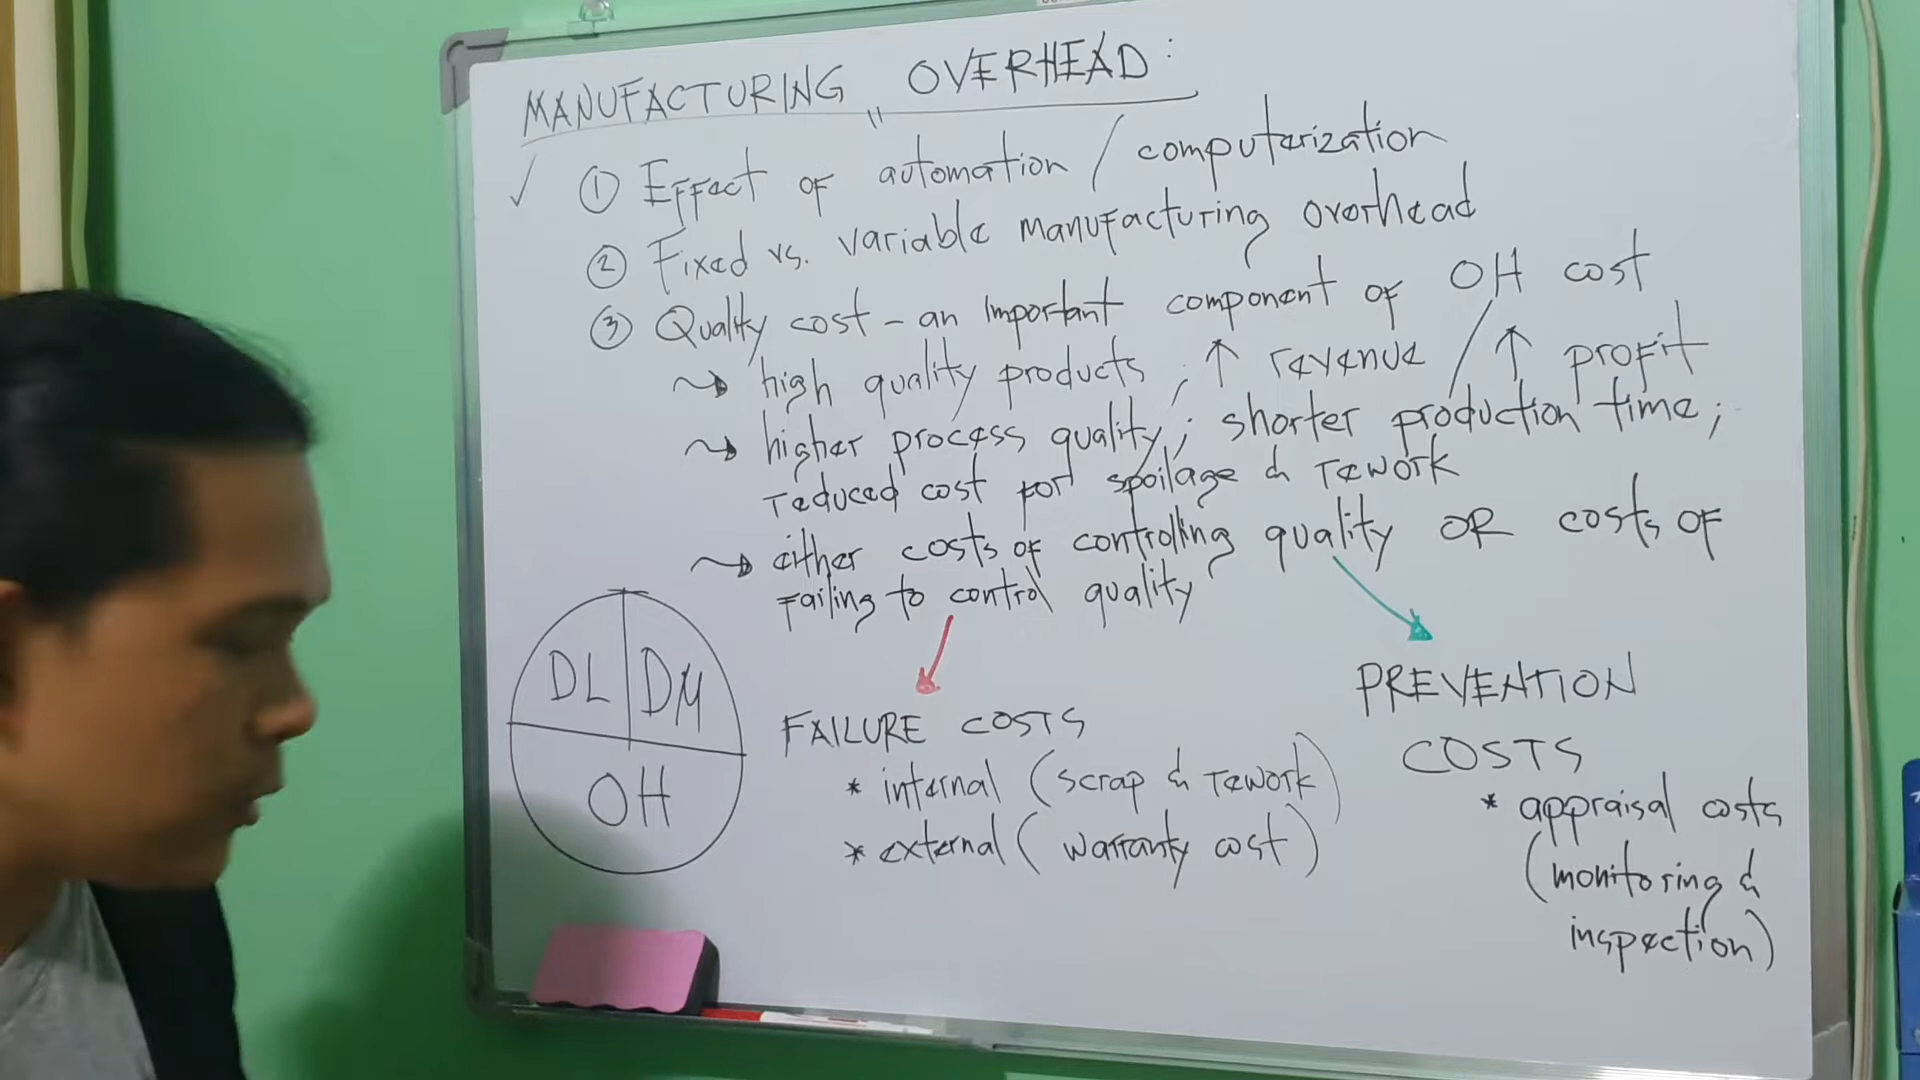 MANUFACTURING OVERHEAD:
✓ ① Effect of automation / computerization
② Fixed vs. variable manufacturing overhead
③ Quality cost - an important component of OH cost
↝ high quality products, ↑ revenue / ↑ profit
↝ higher process quality; shorter production time;
reduced cost for spoilage & rework
↝ either costs of controlling quality OR costs of
failing to control quality
DL DM
OH
FAILURE COSTS
* internal (scrap & rework)
* external (warranty cost)
PREVENTION
COSTS
* appraisal costs
(monitoring &
inspection)